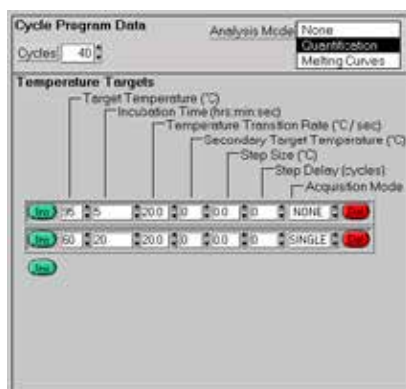 Cycle Program Data
Analysis Mode
None
Quantification
Melting Curves
Cycles
40
Temperature Targets
Target Temperature (°C)
Incubation Time (hrs:min:sec)
Temperature Transition Rate (°C/ sec)
Secondary Target Temperature (°C)
Step Size (°C)
Step Delay (cycles)
Acquisition Mode
Ins 95 5 20.0 0 0.0 0 NONE Del
Ins 60 20 20.0 0 0.0 0 SINGLE Del
Ins